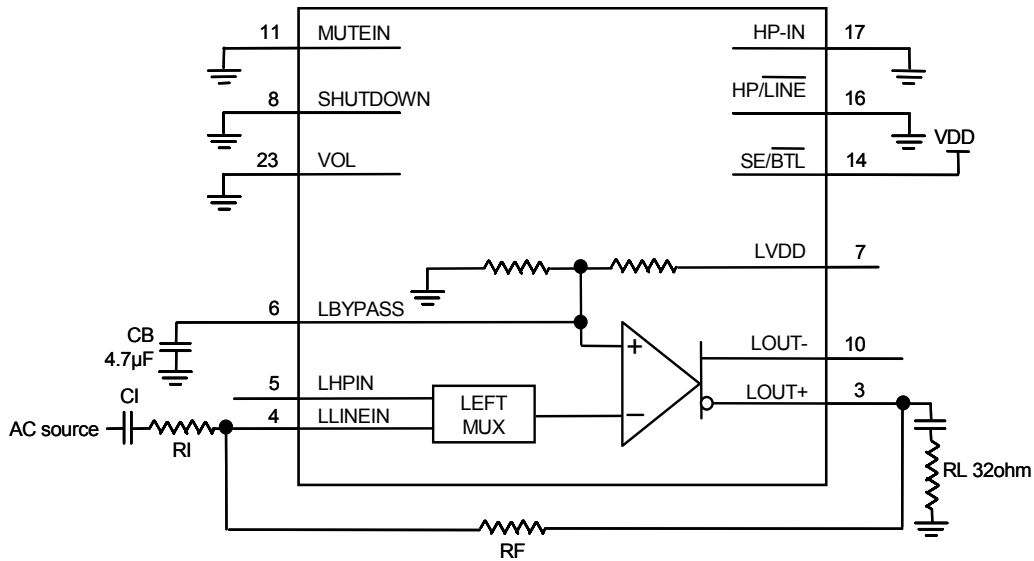 11 MUTEIN
HP-IN 17
8 SHUTDOWN
HP/LINE 16
VDD
23 VOL
SE/BTL 14
LVDD 7
6 LBYPASS
CB
4.7µF
+
LOUT- 10
5 LHPIN
LOUT+ 3
CI
LEFT
MUX
−
4 LLINEIN
AC source
RI
RL 32ohm
RF